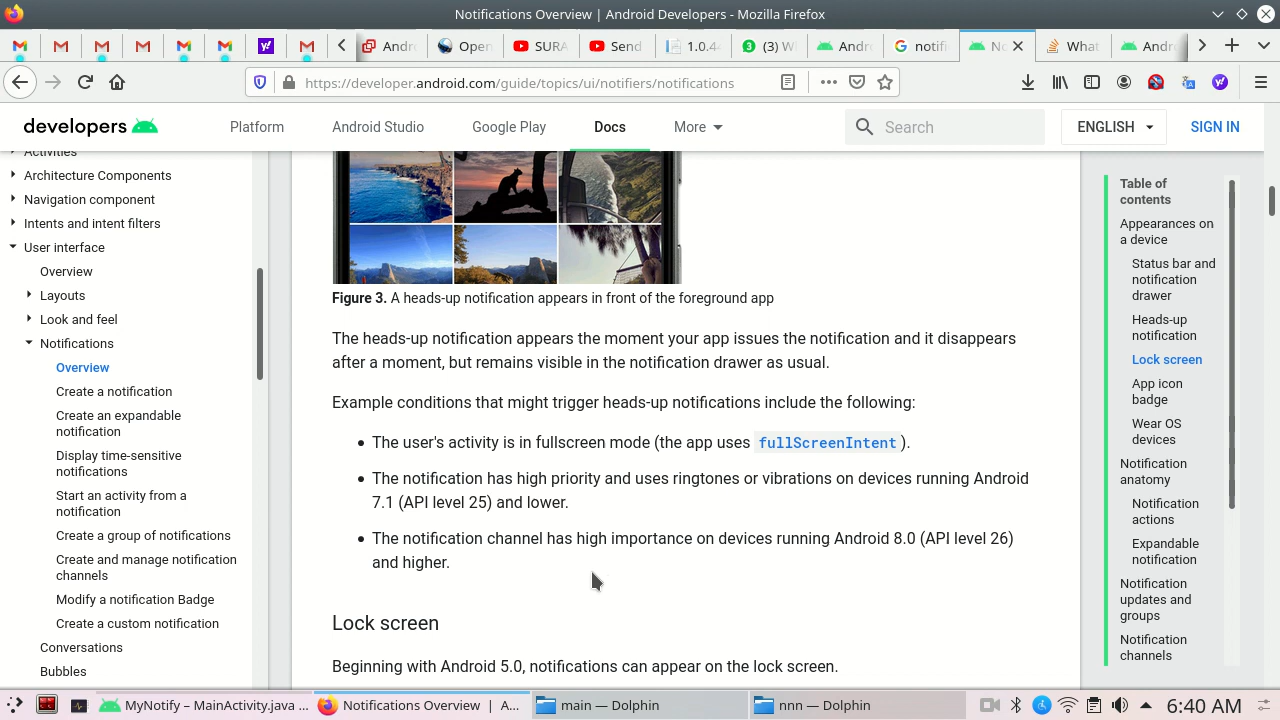 Notifications Overview | Android Developers - Mozilla Firefox
Andr
Open
SURA
Send
1.0.4
(3) W
Andr
notif
No
What
Andr
https://developer.android.com/guide/topics/ui/notifiers/notifications
developers
Platform
Android Studio
Google Play
Docs
More
Search
ENGLISH
SIGN IN
Activities
Architecture Components
Navigation component
Intents and intent filters
User interface
Overview
Layouts
Look and feel
Notifications
Overview
Create a notification
Create an expandable
notification
Display time-sensitive
notifications
Start an activity from a
notification
Create a group of notifications
Create and manage notification
channels
Modify a notification Badge
Create a custom notification
Conversations
Bubbles
Figure 3. A heads-up notification appears in front of the foreground app
The heads-up notification appears the moment your app issues the notification and it disappears
after a moment, but remains visible in the notification drawer as usual.
Example conditions that might trigger heads-up notifications include the following:
• The user's activity is in fullscreen mode (the app uses fullScreenIntent ).
• The notification has high priority and uses ringtones or vibrations on devices running Android
7.1 (API level 25) and lower.
• The notification channel has high importance on devices running Android 8.0 (API level 26)
and higher.
Lock screen
Beginning with Android 5.0, notifications can appear on the lock screen.
Table of
contents
Appearances on
a device
Status bar and
notification
drawer
Heads-up
notification
Lock screen
App icon
badge
Wear OS
devices
Notification
anatomy
Notification
actions
Expandable
notification
Notification
updates and
groups
Notification
channels
MyNotify – MainActivity.java ...
Notifications Overview | A...
main — Dolphin
nnn — Dolphin
6:40 AM